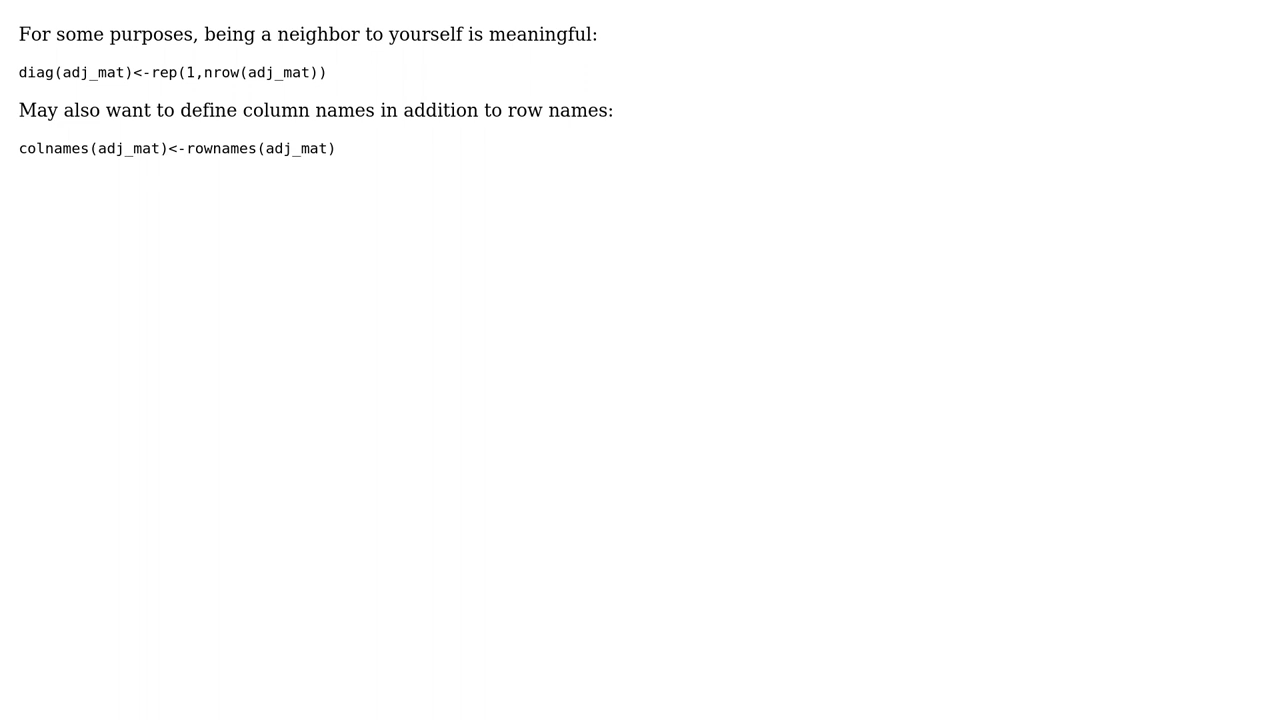 For some purposes, being a neighbor to yourself is meaningful:
diag(adj_mat)<-rep(1,nrow(adj_mat))
May also want to define column names in addition to row names:
colnames(adj_mat)<-rownames(adj_mat)